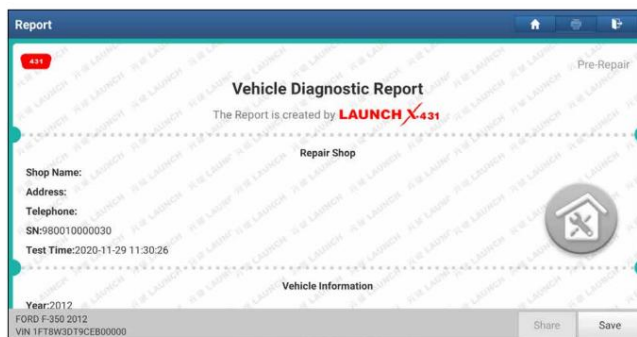 Report
431
Pre-Repair
Vehicle Diagnostic Report
The Report is created by LAUNCH X-431
Repair Shop
Shop Name:
Address:
Telephone:
SN:980010000030
Test Time:2020-11-29 11:30:26
Vehicle Information
Year:2012
FORD F-350 2012
VIN 1FT8W3DT9CEB00000
Share
Save